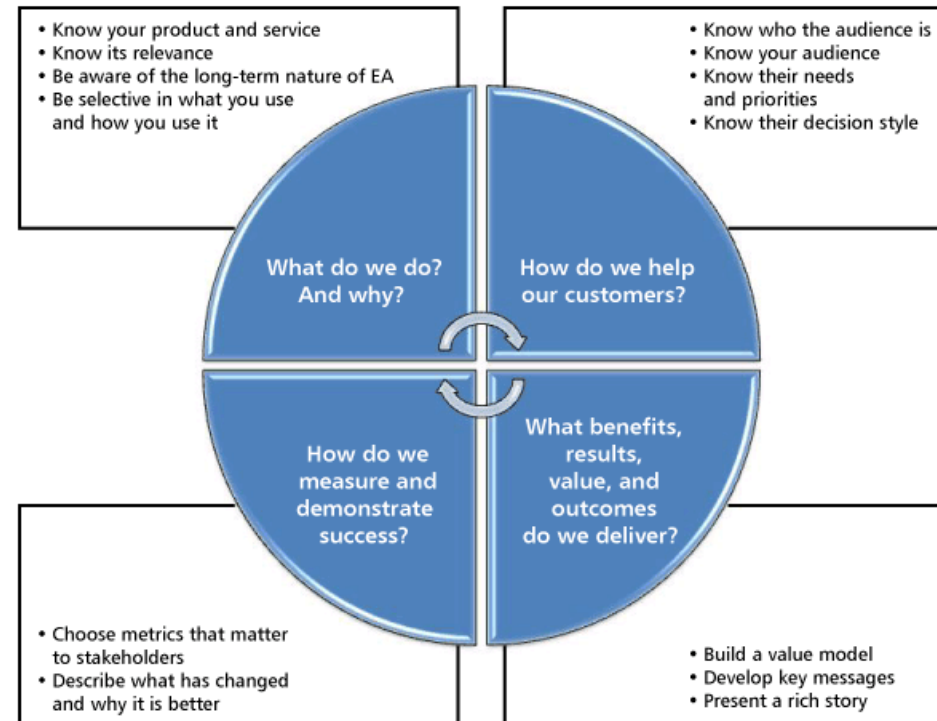 • Know your product and service
• Know its relevance
• Be aware of the long-term nature of EA
• Be selective in what you use
and how you use it
• Know who the audience is
• Know your audience
• Know their needs
and priorities
• Know their decision style
What do we do?
And why?
How do we help
our customers?
How do we
measure and
demonstrate
success?
What benefits,
results,
value, and
outcomes
do we deliver?
• Choose metrics that matter
to stakeholders
• Describe what has changed
and why it is better
• Build a value model
• Develop key messages
• Present a rich story